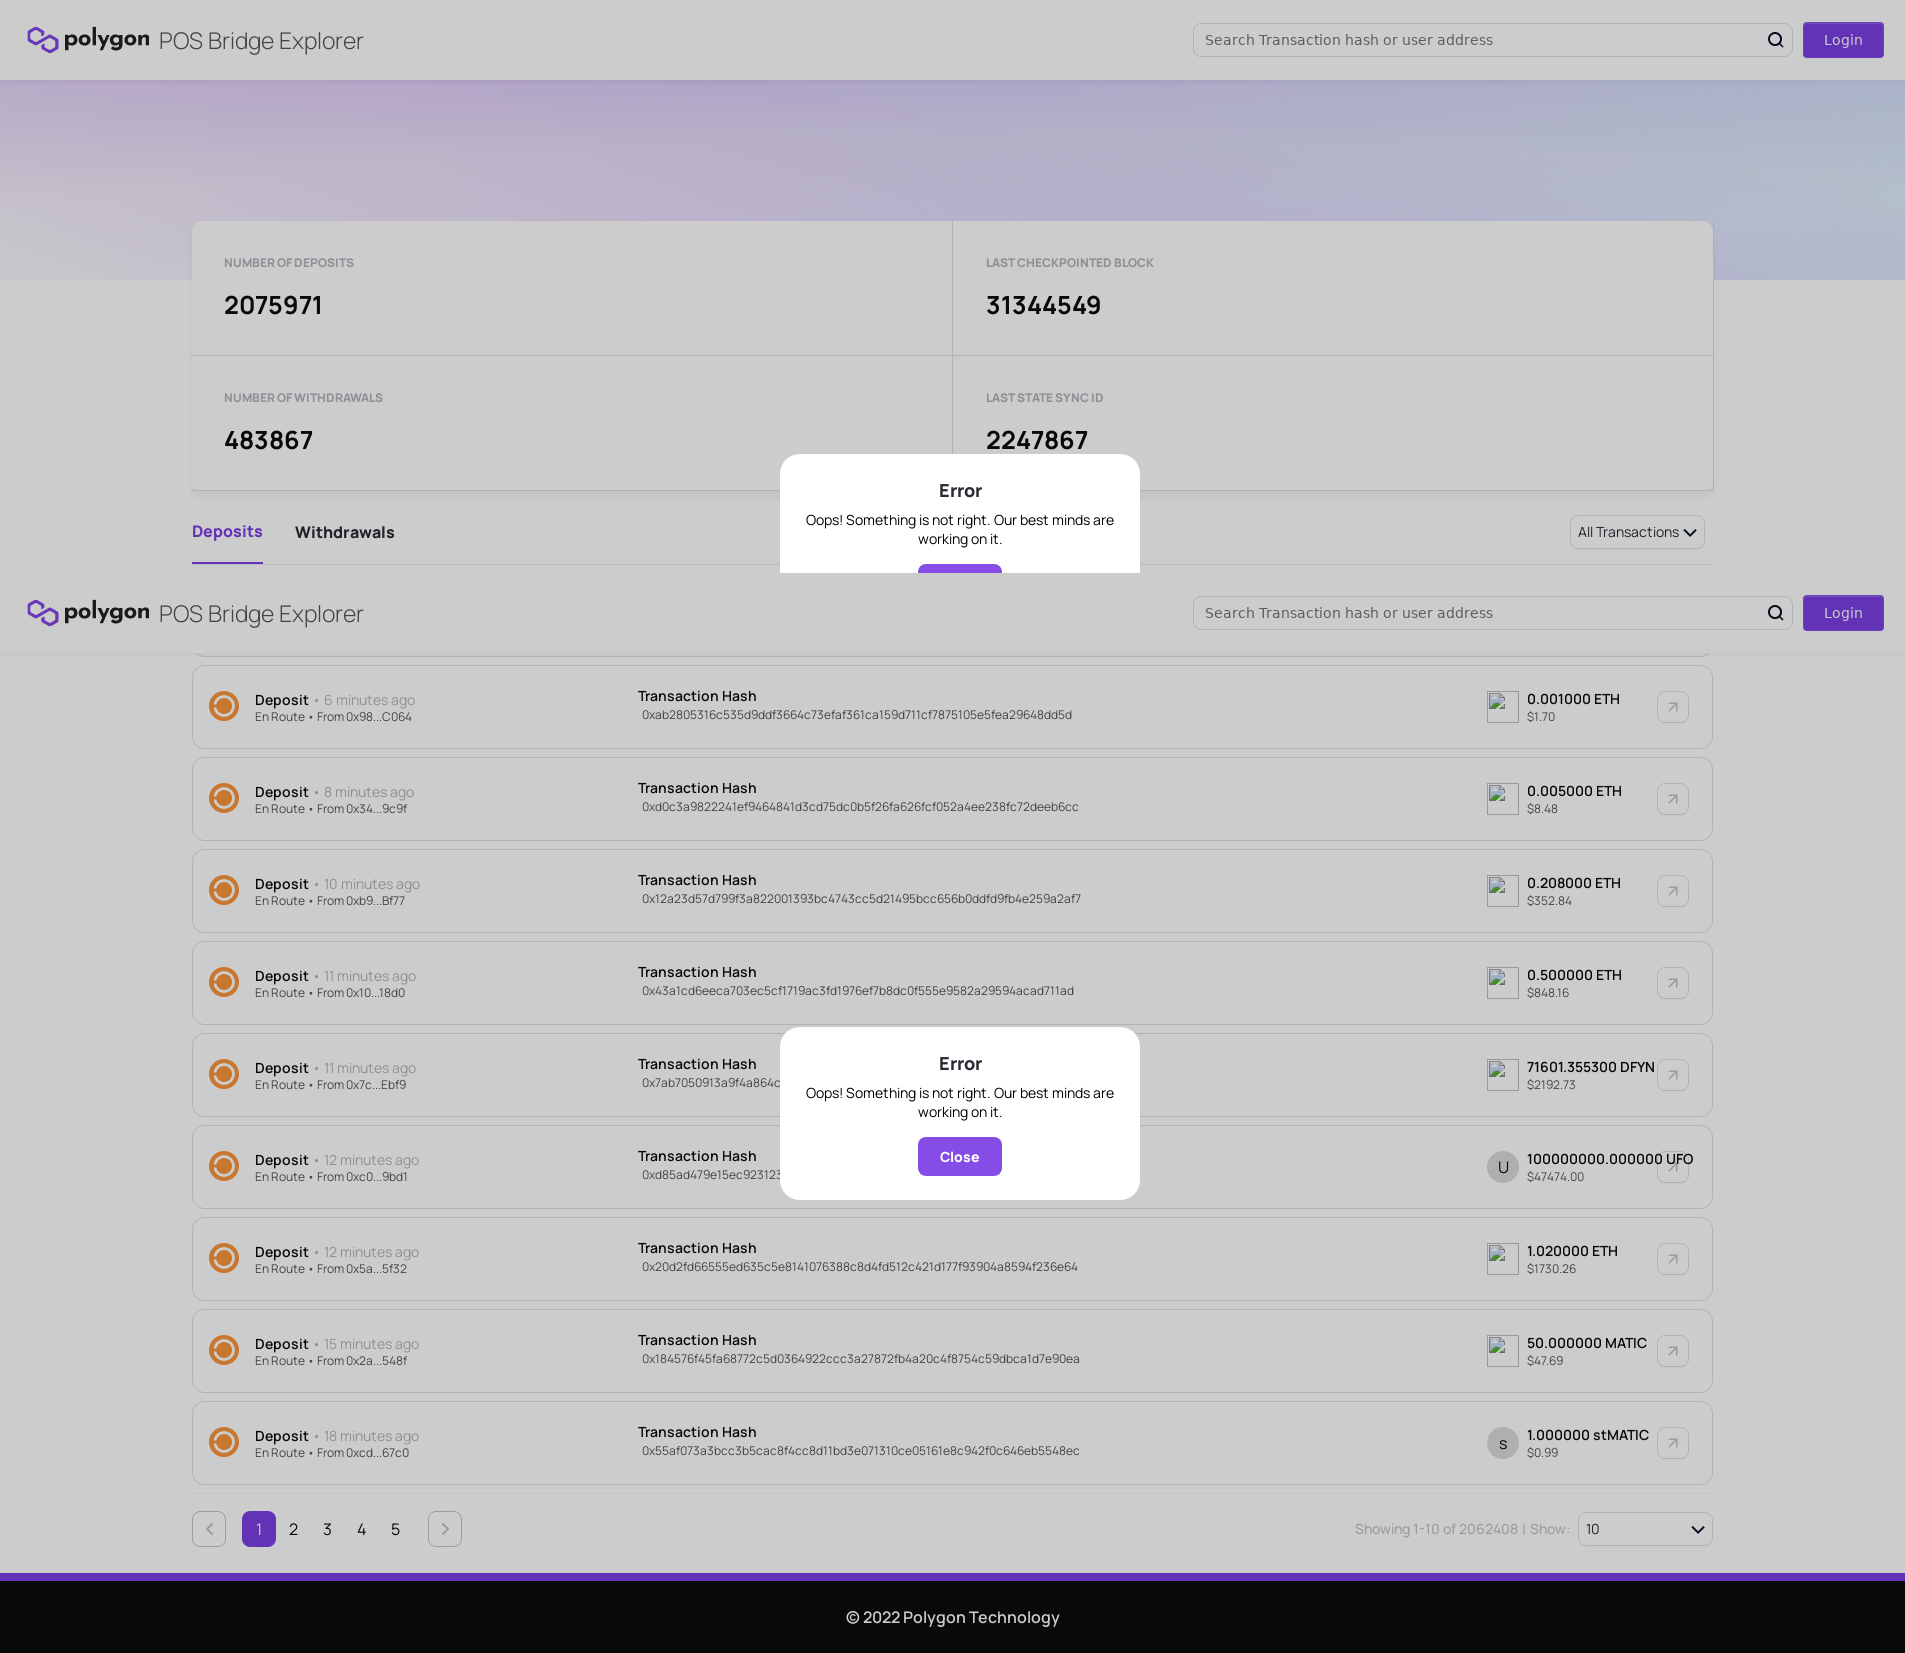 polygon POS Bridge Explorer
Search Transaction hash or user address
Login
NUMBER OF DEPOSITS
2075971
LAST CHECKPOINTED BLOCK
31344549
NUMBER OF WITHDRAWALS
483867
LAST STATE SYNC ID
2247867
Error
Oops! Something is not right. Our best minds are
working on it.
Deposits
Withdrawals
All Transactions
polygon POS Bridge Explorer
Search Transaction hash or user address
Login
Deposit • 6 minutes ago
En Route • From 0x98...C064
Transaction Hash
0xab2805316c535d9ddf3664c73efaf361ca159d711cf7875105e5fea29648dd5d
0.001000 ETH
$1.70
Deposit • 8 minutes ago
En Route • From 0x34...9c9f
Transaction Hash
0xd0c3a9822241ef9464841d3cd75dc0b5f26fa626fcf052a4ee238fc72deeb6cc
0.005000 ETH
$8.48
Deposit • 10 minutes ago
En Route • From 0xb9...Bf77
Transaction Hash
0x12a23d57d799f3a822001393bc4743cc5d21495bcc656b0ddfd9fb4e259a2af7
0.208000 ETH
$352.84
Deposit • 11 minutes ago
En Route • From 0x10...18d0
Transaction Hash
0x43a1cd6eeca703ec5cf1719ac3fd1976ef7b8dc0f555e9582a29594acad711ad
0.500000 ETH
$848.16
Deposit • 11 minutes ago
En Route • From 0x7c...Ebf9
Transaction Hash
0x7ab7050913a9f4a864c
71601.355300 DFYN
$2192.73
Error
Oops! Something is not right. Our best minds are
working on it.
Close
Deposit • 12 minutes ago
En Route • From 0xc0...9bd1
Transaction Hash
0xd85ad479e15ec923123
U
100000000.000000 UFO
$47474.00
Deposit • 12 minutes ago
En Route • From 0x5a...5f32
Transaction Hash
0x20d2fd66555ed635c5e8141076388c8d4fd512c421d177f93904a8594f236e64
1.020000 ETH
$1730.26
Deposit • 15 minutes ago
En Route • From 0x2a...548f
Transaction Hash
0x184576f45fa68772c5d0364922ccc3a27872fb4a20c4f8754c59dbca1d7e90ea
50.000000 MATIC
$47.69
Deposit • 18 minutes ago
En Route • From 0xcd...67c0
Transaction Hash
0x55af073a3bcc3b5cac8f4cc8d11bd3e071310ce05161e8c942f0c646eb5548ec
s
1.000000 stMATIC
$0.99
1 2 3 4 5
Showing 1-10 of 2062408 | Show: 10
© 2022 Polygon Technology